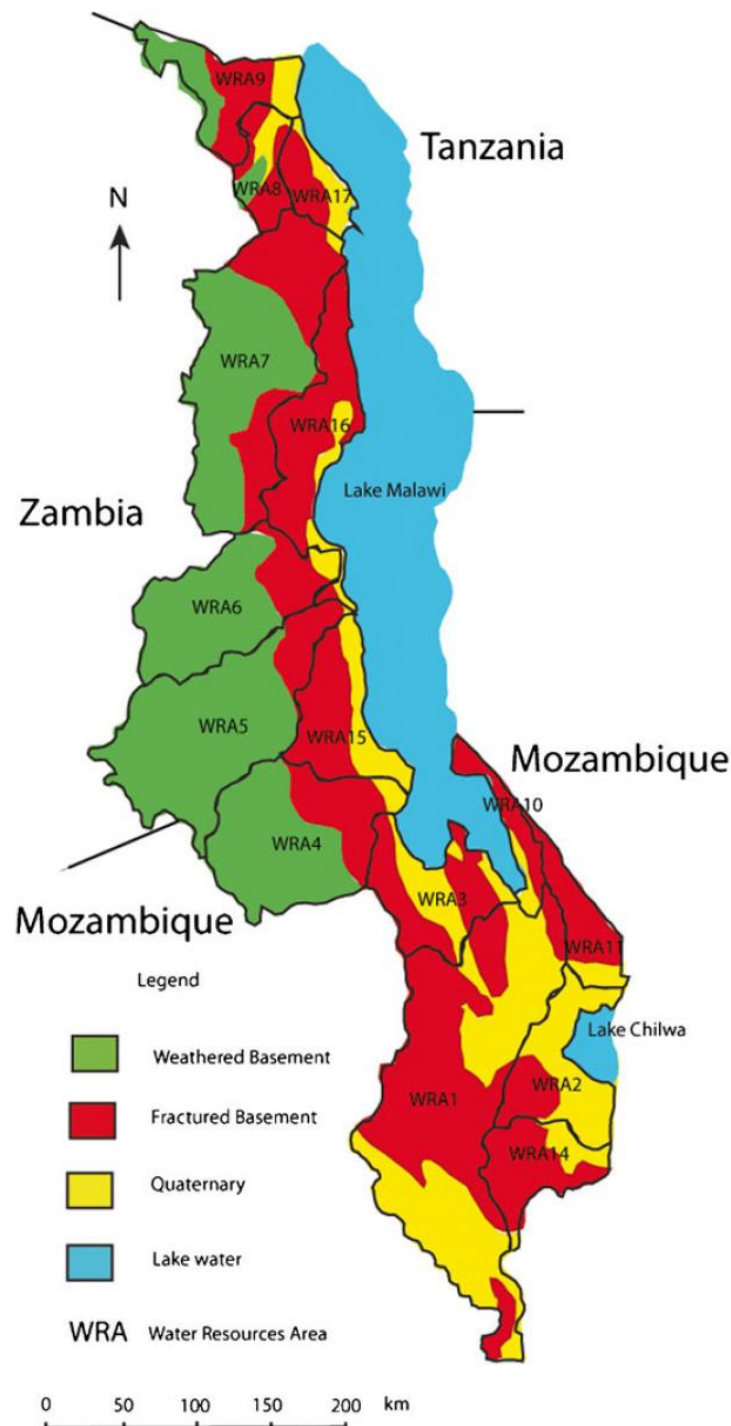 WRA9
Tanzania
N
WRA8
WRA17
WRA7
WRA16
Lake Malawi
Zambia
WRA6
WRA5
WRA15
Mozambique
WRA10
WRA4
WRA3
Mozambique
WRA11
Legend
Lake Chilwa
Weathered Basement
WRA2
WRA1
Fractured Basement
WRA14
Quaternary
Lake water
WRA Water Resources Area
0 50 100 150 200 km